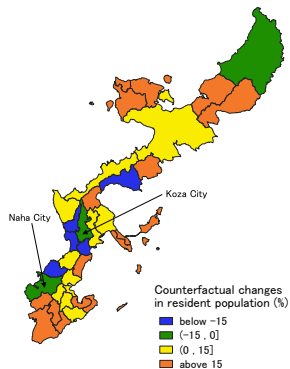 Koza City
Naha City
Counterfactual changes
in resident population (%)
below -15
(-15 , 0]
(0 , 15]
above 15